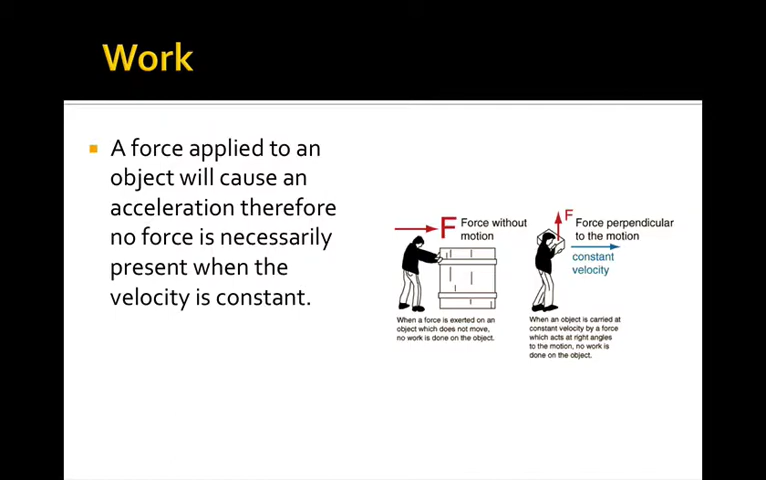 Work
A force applied to an
object will cause an
acceleration therefore
no force is necessarily
present when the
velocity is constant.
F Force without
motion
When a force is exerted on an
object which does not move,
no work is done on the object.
F Force perpendicular
to the motion
constant
velocity
When an object is carried at
constant velocity by a force
which acts at right angles
to the motion, no work is
done on the object.